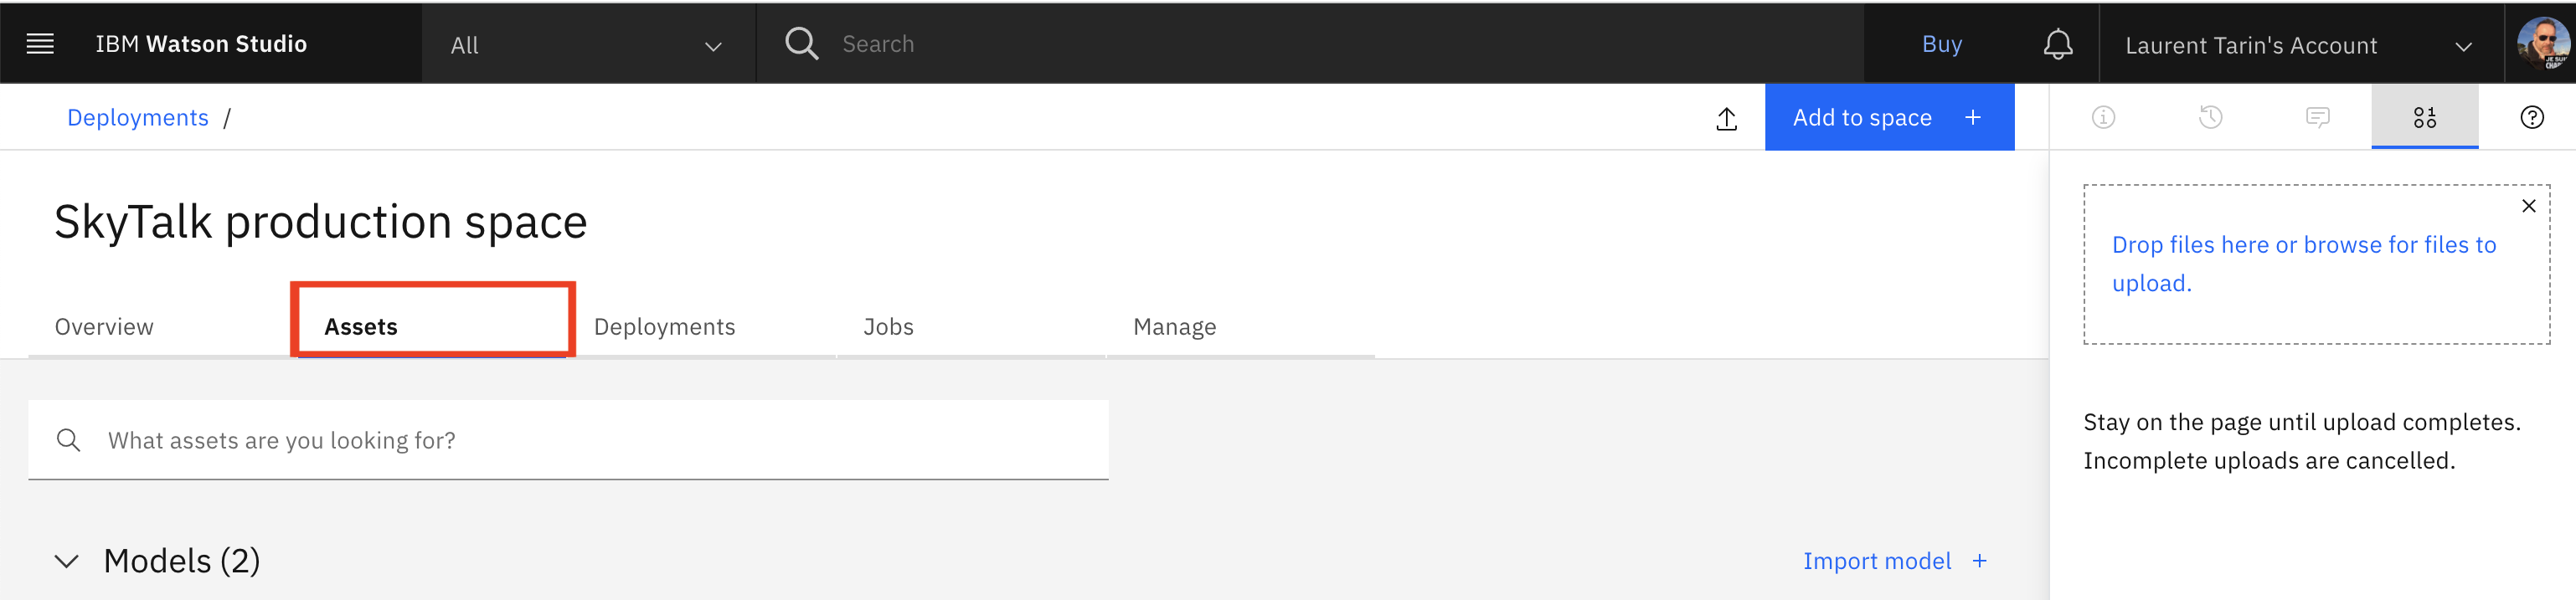 IBM Watson Studio
All
Search
Buy
Laurent Tarin's Account
JE SUIS
Deployments /
Add to space +
SkyTalk production space
Overview
Assets
Deployments
Jobs
Manage
What assets are you looking for?
Models (2)
Import model +
Drop files here or browse for files to
upload.
Stay on the page until upload completes.
Incomplete uploads are cancelled.